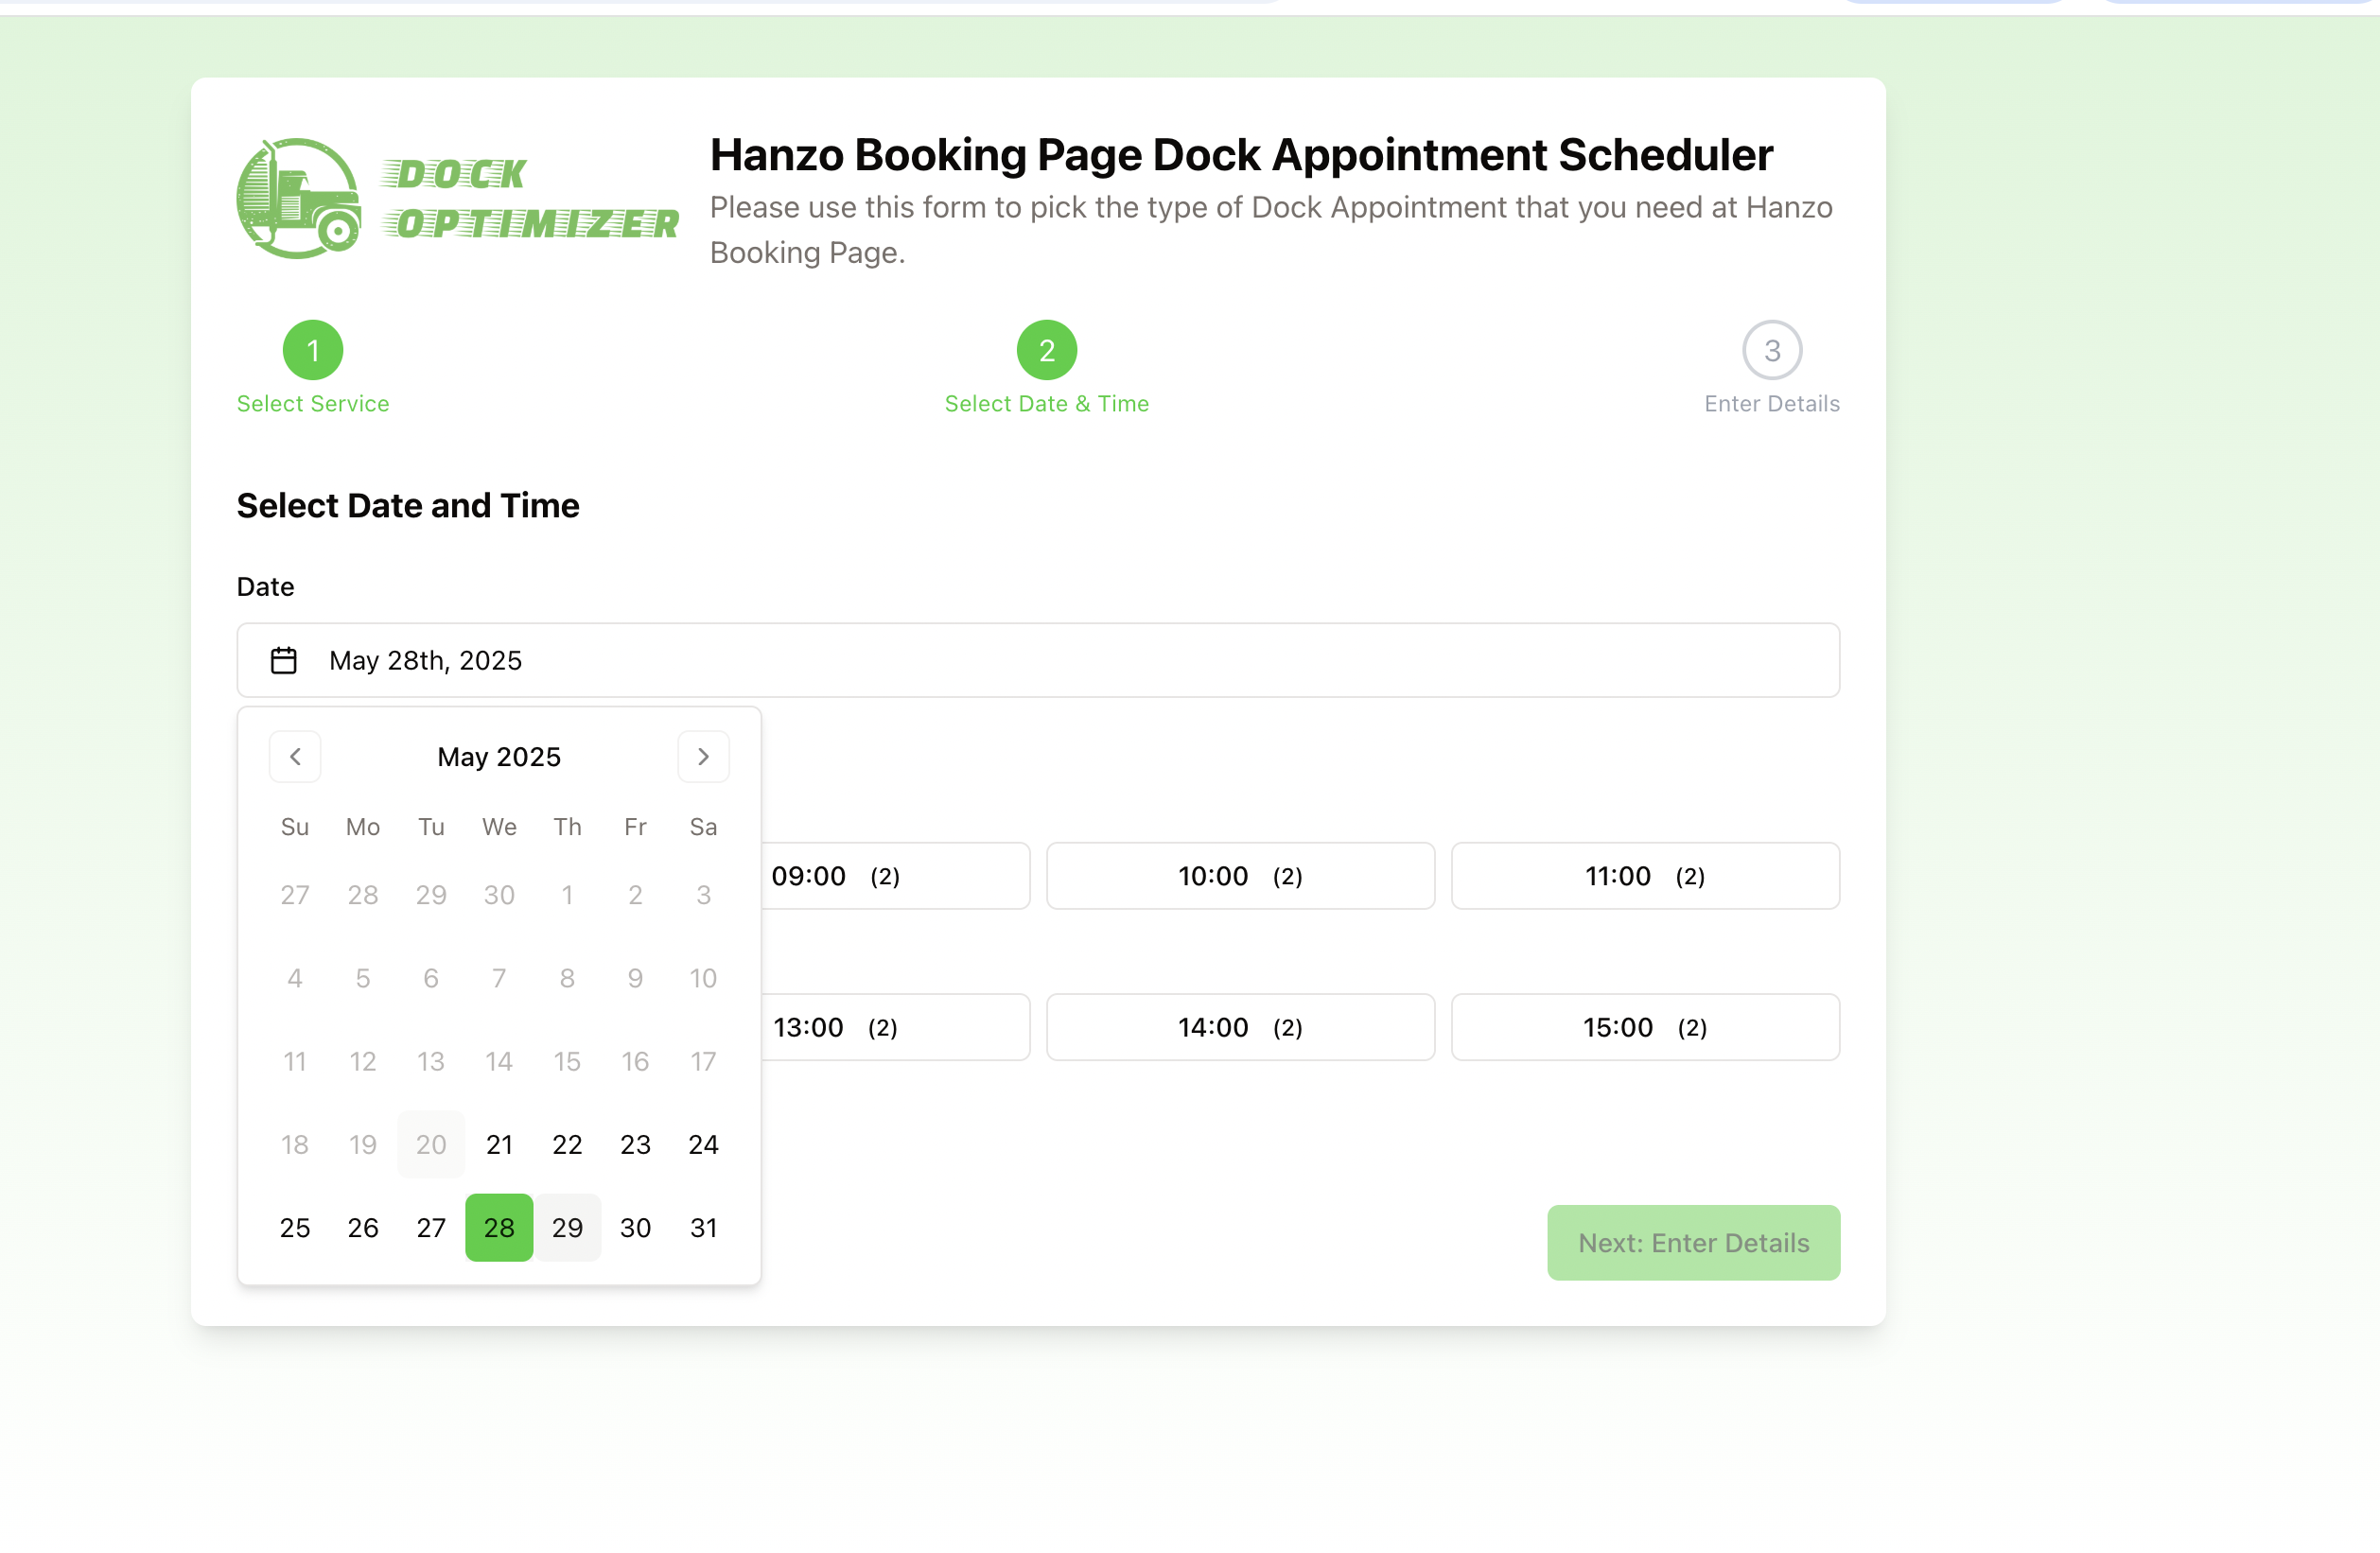 DOCK
OPTIMIZER
Hanzo Booking Page Dock Appointment Scheduler
Please use this form to pick the type of Dock Appointment that you need at Hanzo
Booking Page.
1
2
3
Select Service
Select Date & Time
Enter Details
Select Date and Time
Date
May 28th, 2025
May 2025
Su Mo Tu We Th Fr Sa
27 28 29 30 1 2 3
4 5 6 7 8 9 10
11 12 13 14 15 16 17
18 19 20 21 22 23 24
25 26 27 28 29 30 31
09:00 (2)
10:00 (2)
11:00 (2)
13:00 (2)
14:00 (2)
15:00 (2)
Next: Enter Details